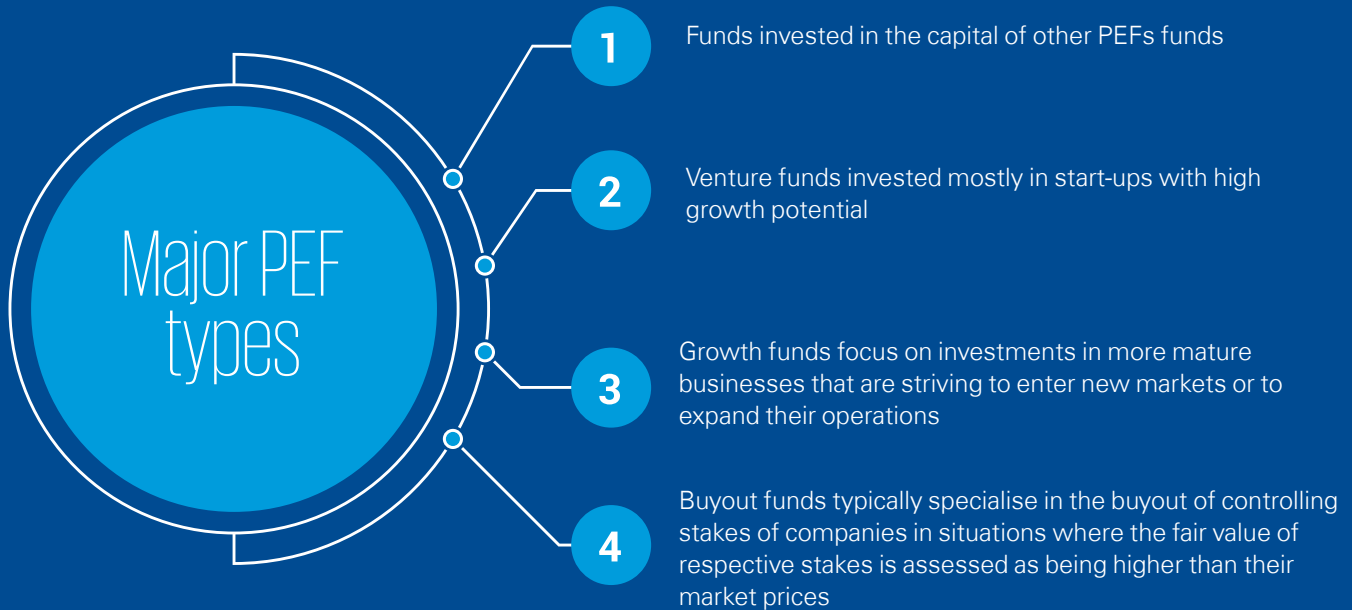 Major PEF
types
1
Funds invested in the capital of other PEFs funds
2
Venture funds invested mostly in start-ups with high
growth potential
3
Growth funds focus on investments in more mature
businesses that are striving to enter new markets or to
expand their operations
4
Buyout funds typically specialise in the buyout of controlling
stakes of companies in situations where the fair value of
respective stakes is assessed as being higher than their
market prices